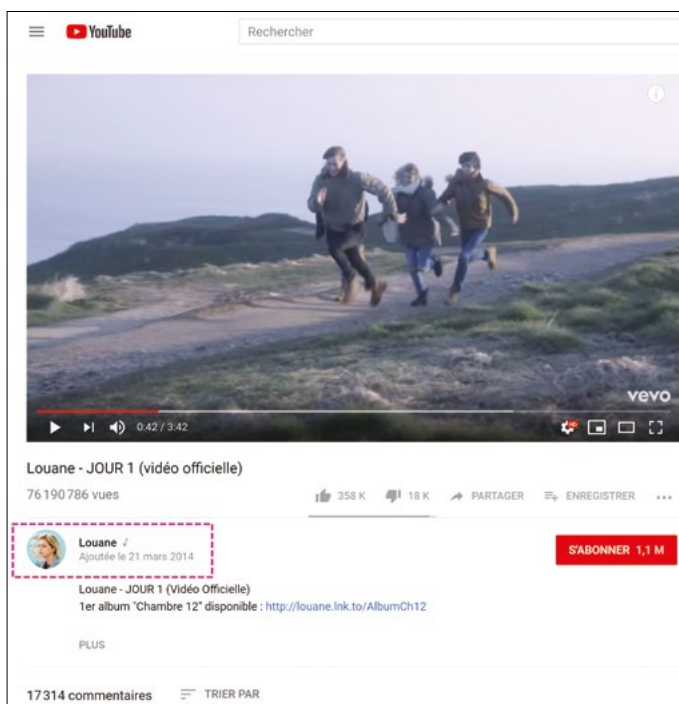 YouTube
Rechercher
vevo
0:42 / 3:42
Louane - JOUR 1 (vidéo officielle)
76 190 786 vues
358 K
18 K
PARTAGER
ENREGISTRER
Louane
Ajoutée le 21 mars 2014
S'ABONNER 1,1 M
Louane - JOUR 1 (Vidéo Officielle)
1er album "Chambre 12" disponible : http://louane.lnk.to/AlbumCh12
PLUS
17 314 commentaires
TRIER PAR